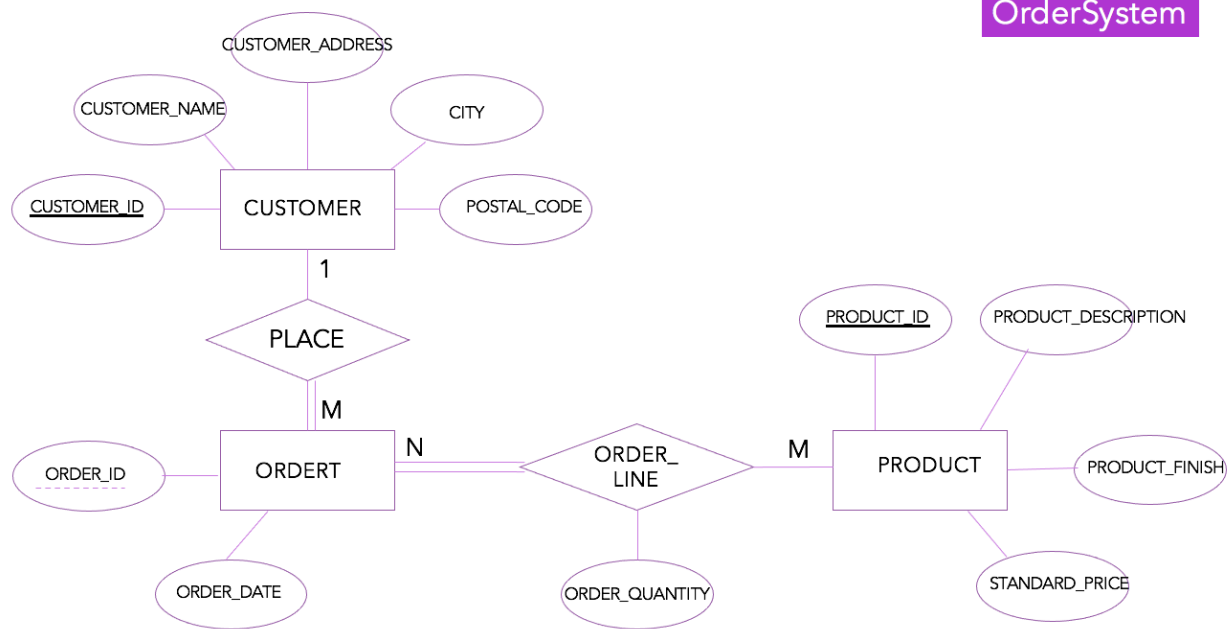 OrderSystem
CUSTOMER_ADDRESS
CUSTOMER_NAME
CITY
CUSTOMER_ID
CUSTOMER
POSTAL_CODE
1
PLACE
PRODUCT_ID
PRODUCT_DESCRIPTION
M
N
ORDER_
LINE
M
ORDER_ID
ORDERT
PRODUCT
PRODUCT_FINISH
ORDER_DATE
ORDER_QUANTITY
STANDARD_PRICE